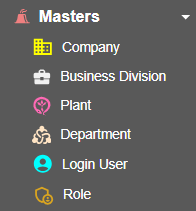 Masters
Company
Business Division
Plant
Department
Login User
Role